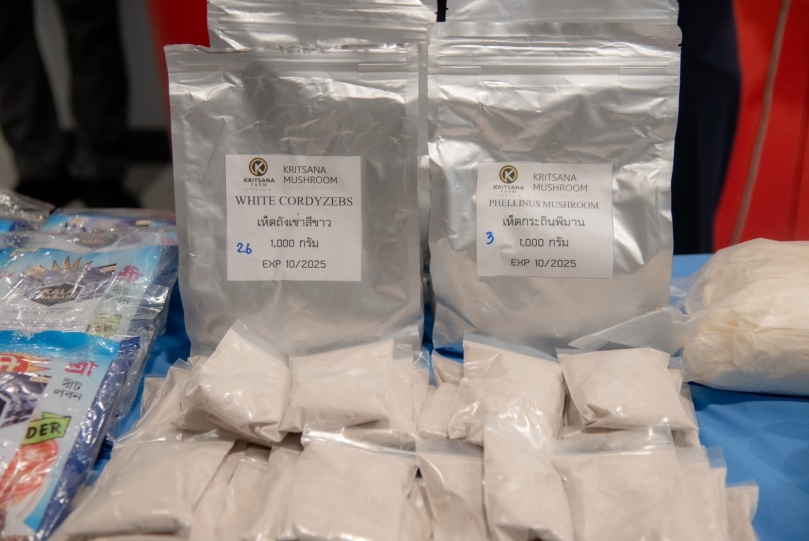 KRITSANA
FARM
KRITSANA
MUSHROOM
WHITE CORDYZEBS
เห็ดถังเช่าสีขาว
26
1,000 กรัม
EXP 10/2025
KRITSANA
FARM
KRITSANA
MUSHROOM
PHELLINUS MUSHROOM
เห็ดกระถินพิมาน
3
1,000 กรัม
EXP 10/2025
KALA
বীট
লবন
DER